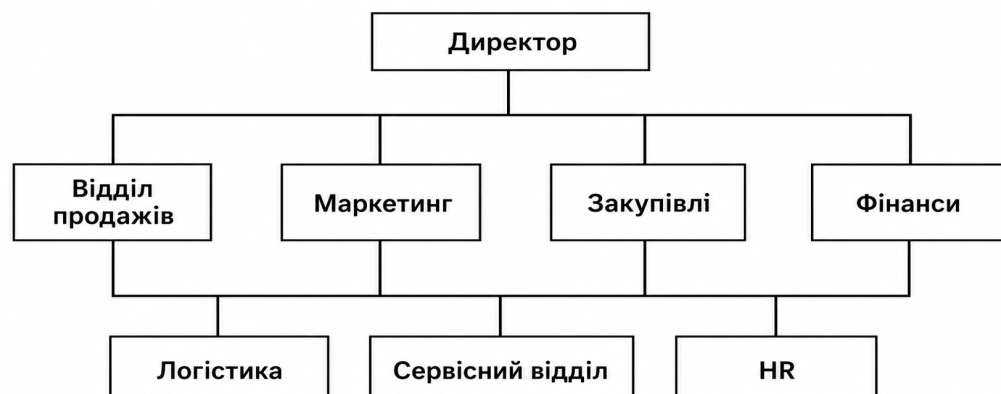 Директор
Відділ
продажів
Маркетинг
Закупівлі
Фінанси
Логістика
Сервісний відділ
HR